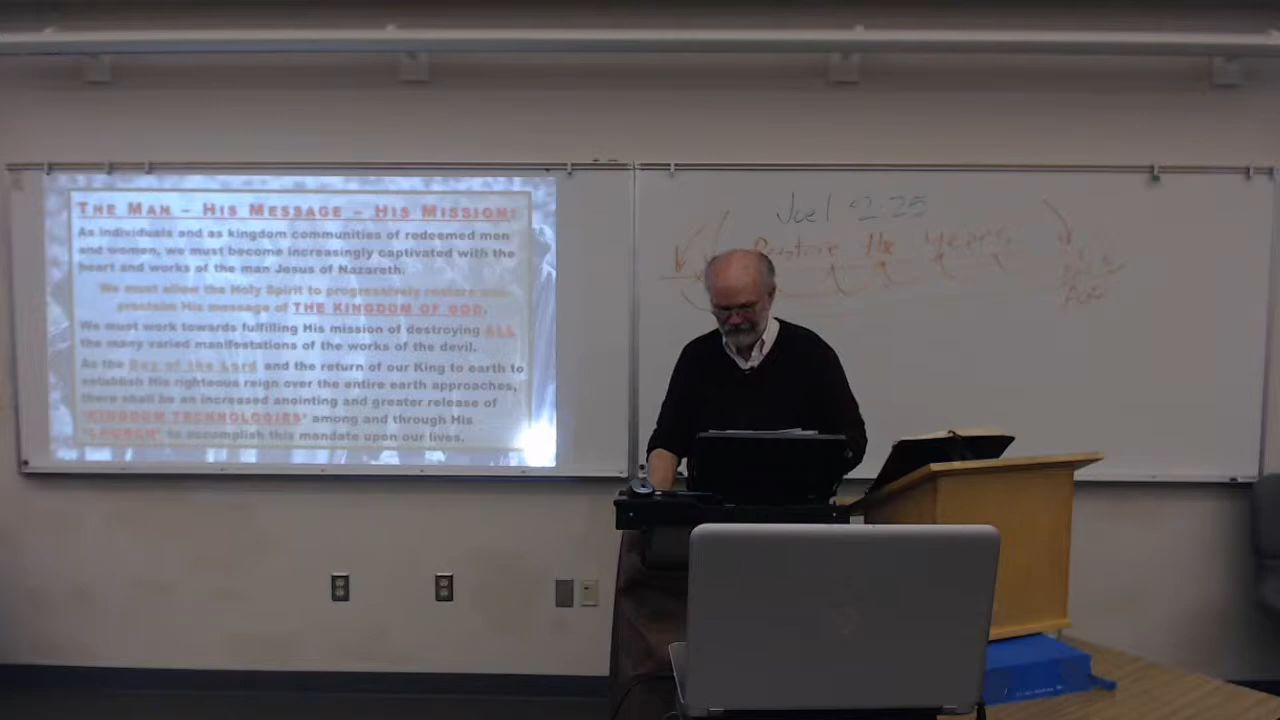 THE MAN – HIS MESSAGE – HIS MISSION:
As individuals and as kingdom communities of redeemed men
and women, we must become increasingly captivated with the
heart and works of the man Jesus of Nazareth.
We must allow the Holy Spirit to progressively restore and
proclaim His message of THE KINGDOM OF GOD.
We must work towards fulfilling His mission of destroying ALL
the many varied manifestations of the works of the devil.
As the Day of the Lord and the return of our King to earth to
establish His righteous reign over the entire earth approaches,
there shall be an increased anointing and greater release of
'KINGDOM TECHNOLOGIES' among and through His
'CHURCH' to accomplish this mandate upon our lives.
Joel 2:25
Restore the years